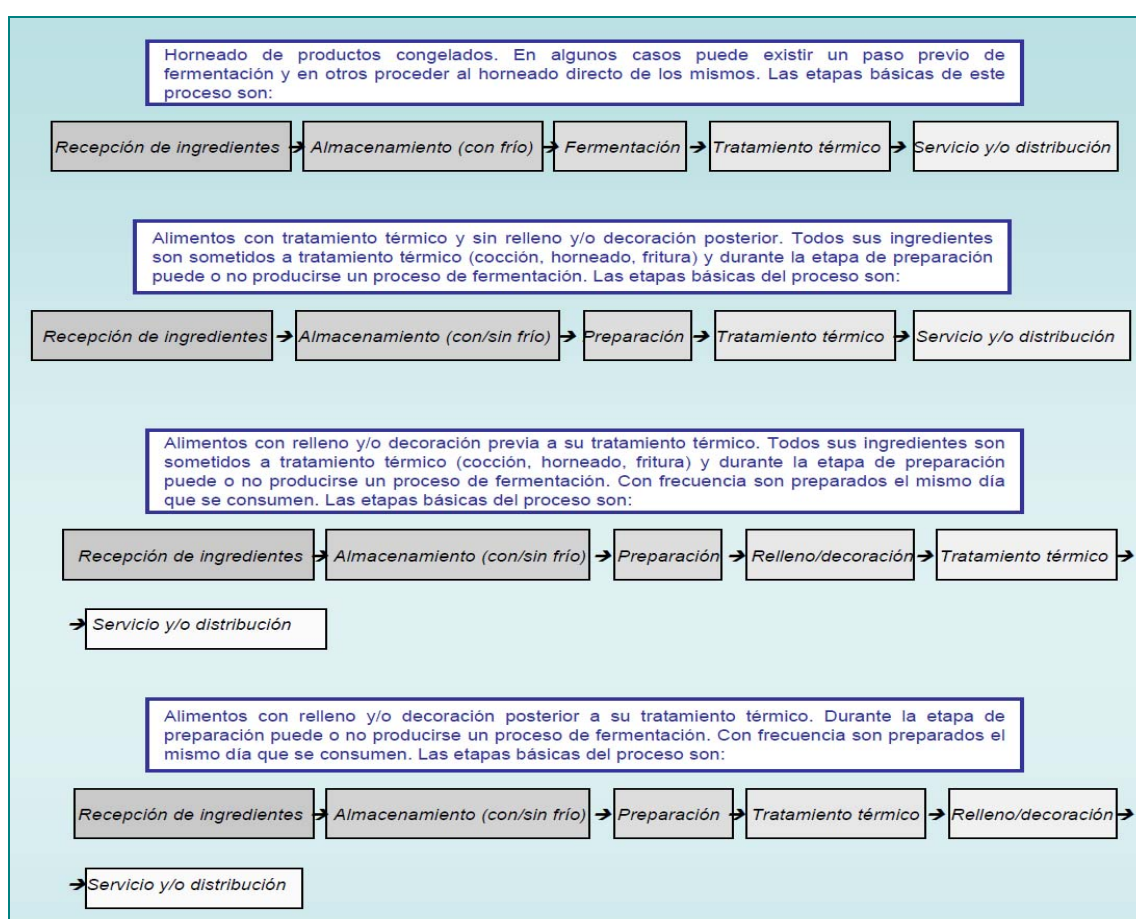 Horneado de productos congelados. En algunos casos puede existir un paso previo de
fermentación y en otros proceder al horneado directo de los mismos. Las etapas básicas de este
proceso son:
Recepción de ingredientes → Almacenamiento (con frío) → Fermentación → Tratamiento térmico → Servicio y/o distribución
Alimentos con tratamiento térmico y sin relleno y/o decoración posterior. Todos sus ingredientes
son sometidos a tratamiento térmico (cocción, horneado, fritura) y durante la etapa de preparación
puede o no producirse un proceso de fermentación. Las etapas básicas del proceso son:
Recepción de ingredientes → Almacenamiento (con/sin frío) → Preparación → Tratamiento térmico → Servicio y/o distribución
Alimentos con relleno y/o decoración previa a su tratamiento térmico. Todos sus ingredientes son
sometidos a tratamiento térmico (cocción, horneado, fritura) y durante la etapa de preparación
puede o no producirse un proceso de fermentación. Con frecuencia son preparados el mismo día
que se consumen. Las etapas básicas del proceso son:
Recepción de ingredientes → Almacenamiento (con/sin frío) → Preparación → Relleno/decoración → Tratamiento térmico →
→ Servicio y/o distribución
Alimentos con relleno y/o decoración posterior a su tratamiento térmico. Durante la etapa de
preparación puede o no producirse un proceso de fermentación. Con frecuencia son preparados el
mismo día que se consumen. Las etapas básicas del proceso son:
Recepción de ingredientes → Almacenamiento (con/sin frío) → Preparación → Tratamiento térmico → Relleno/decoración →
→ Servicio y/o distribución